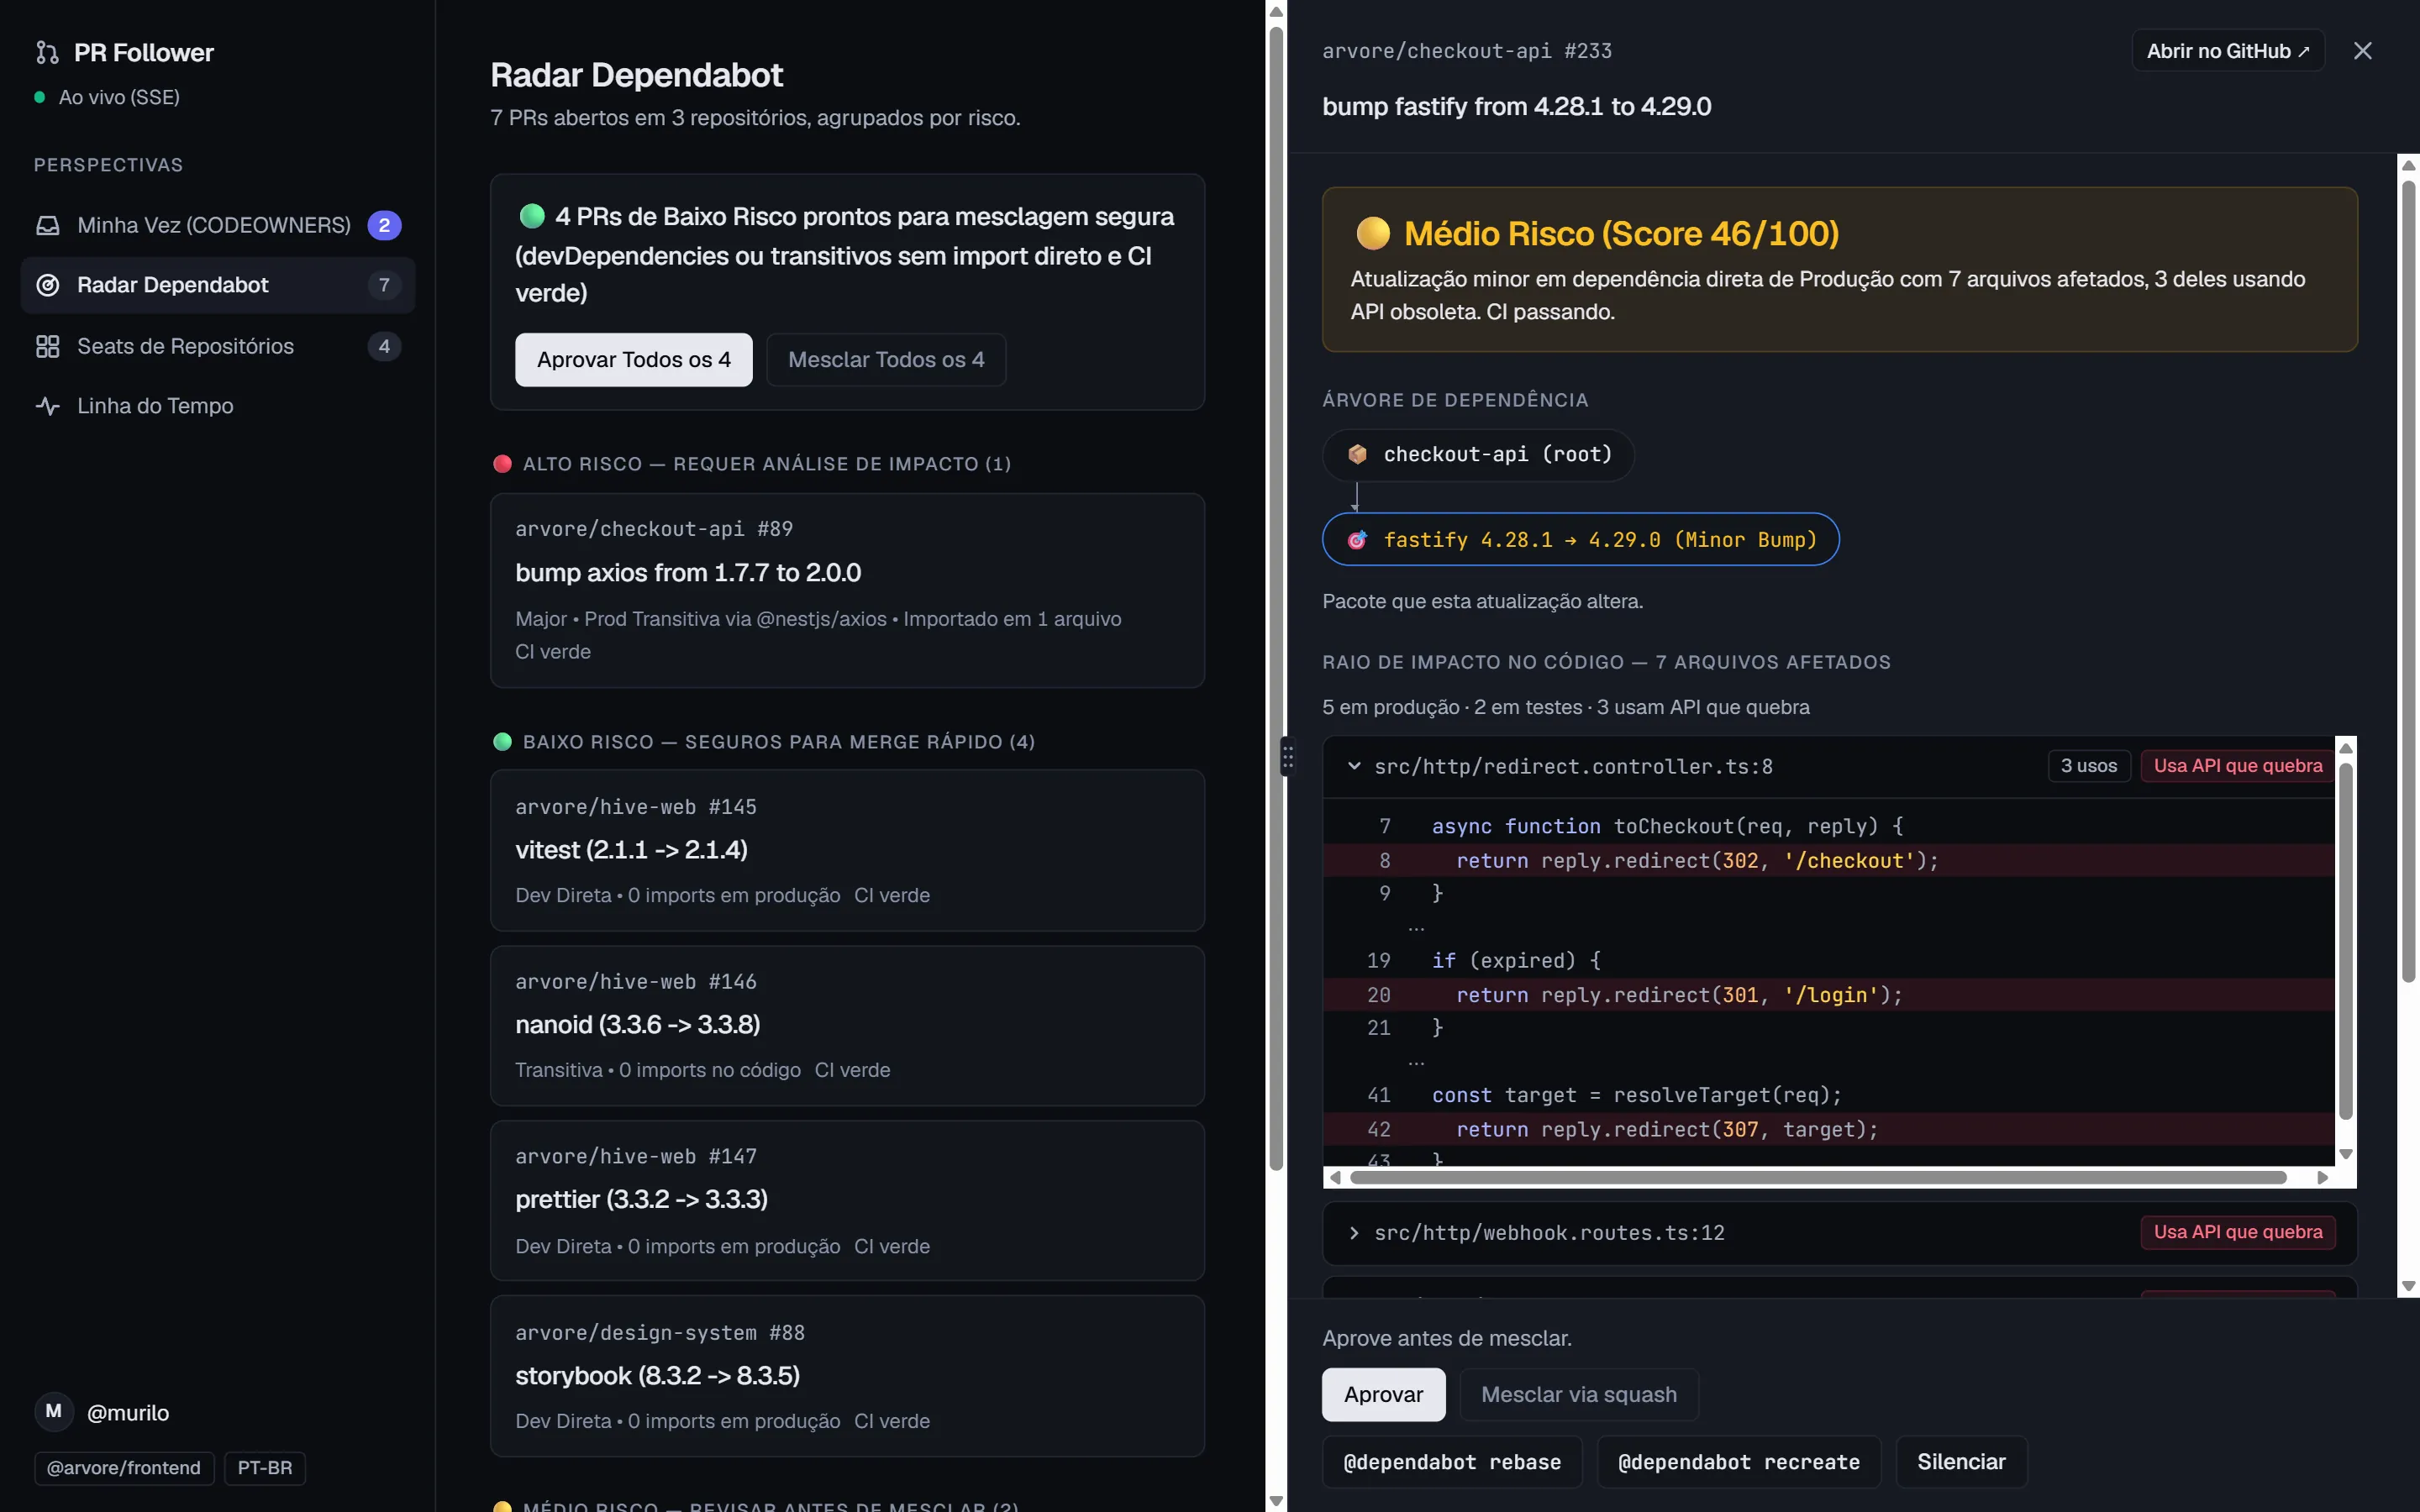 PR Follower
Ao vivo (SSE)
PERSPECTIVAS
Minha Vez (CODEOWNERS) 2
Radar Dependabot 7
Seats de Repositórios 4
Linha do Tempo
M @murilo
@arvore/frontend PT-BR
Radar Dependabot
7 PRs abertos em 3 repositórios, agrupados por risco.
4 PRs de Baixo Risco prontos para mesclagem segura
(devDependencies ou transitivos sem import direto e CI
verde)
Aprovar Todos os 4 Mesclar Todos os 4
ALTO RISCO — REQUER ANÁLISE DE IMPACTO (1)
arvore/checkout-api #89
bump axios from 1.7.7 to 2.0.0
Major • Prod Transitiva via @nestjs/axios • Importado em 1 arquivo
CI verde
BAIXO RISCO — SEGUROS PARA MERGE RÁPIDO (4)
arvore/hive-web #145
vitest (2.1.1 -> 2.1.4)
Dev Direta • 0 imports em produção CI verde
arvore/hive-web #146
nanoid (3.3.6 -> 3.3.8)
Transitiva • 0 imports no código CI verde
arvore/hive-web #147
prettier (3.3.2 -> 3.3.3)
Dev Direta • 0 imports em produção CI verde
arvore/design-system #88
storybook (8.3.2 -> 8.3.5)
Dev Direta • 0 imports em produção CI verde
MÉDIO RISCO — REVISAR ANTES DE MESCLAR (2)
arvore/checkout-api #233
Abrir no GitHub ↗
bump fastify from 4.28.1 to 4.29.0
Médio Risco (Score 46/100)
Atualização minor em dependência direta de Produção com 7 arquivos afetados, 3 deles usando
API obsoleta. CI passando.
ÁRVORE DE DEPENDÊNCIA
checkout-api (root)
fastify 4.28.1 → 4.29.0 (Minor Bump)
Pacote que esta atualização altera.
RAIO DE IMPACTO NO CÓDIGO — 7 ARQUIVOS AFETADOS
5 em produção · 2 em testes · 3 usam API que quebra
src/http/redirect.controller.ts:8 3 usos Usa API que quebra
7 async function toCheckout(req, reply) {
8 return reply.redirect(302, '/checkout');
9 }
...
19 if (expired) {
20 return reply.redirect(301, '/login');
21 }
...
41 const target = resolveTarget(req);
42 return reply.redirect(307, target);
43 }
src/http/webhook.routes.ts:12 Usa API que quebra
Aprove antes de mesclar.
Aprovar Mesclar via squash
@dependabot rebase @dependabot recreate Silenciar